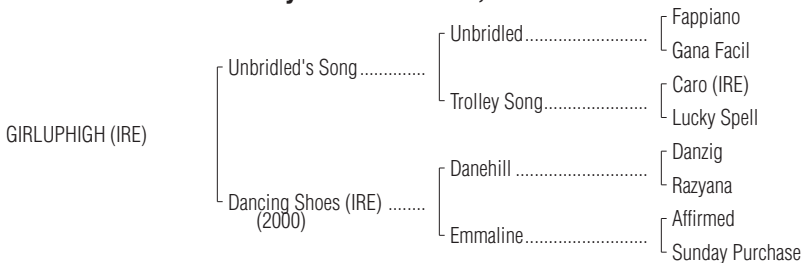 Fappiano
Unbridled
Gana Facil
Unbridled's Song
Caro (IRE)
Trolley Song
Lucky Spell
GIRLUPHIGH (IRE)
Danzig
Danehill
Razyana
Dancing Shoes (IRE)
(2000)
Affirmed
Emmaline
Sunday Purchase